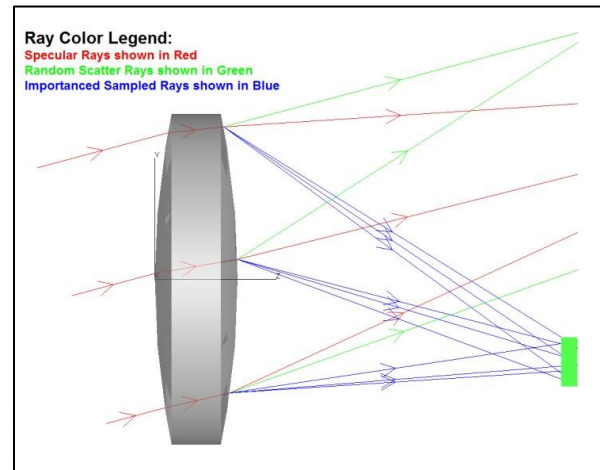 Ray Color Legend:
Specular Rays shown in Red
Random Scatter Rays shown in Green
Importanced Sampled Rays shown in Blue
Y
Z